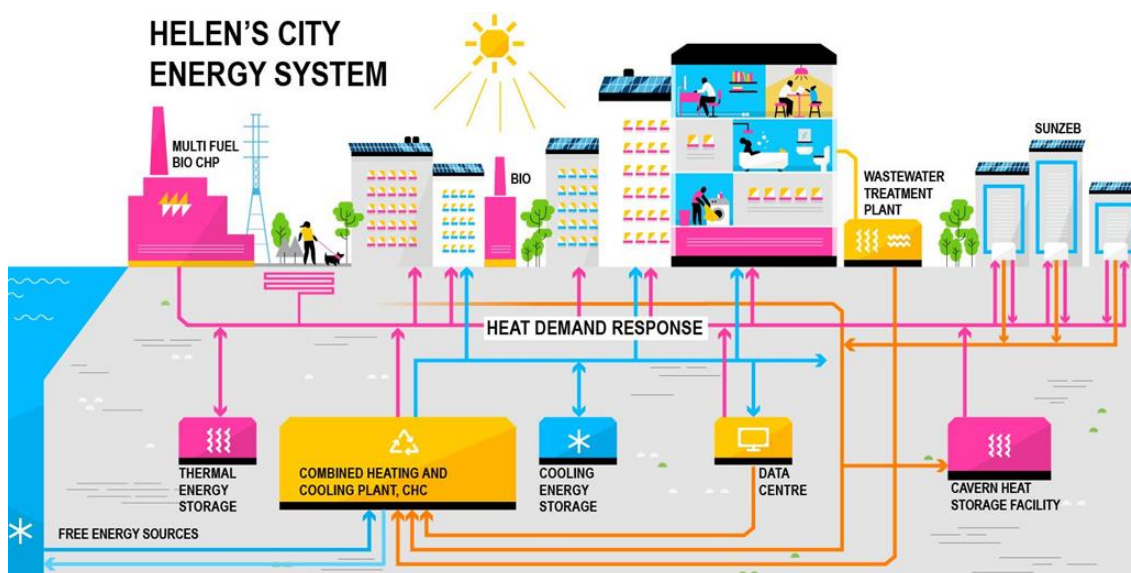 HELEN'S CITY
ENERGY SYSTEM
MULTI FUEL
BIO CHP
BIO
WASTEWATER
TREATMENT
PLANT
SUNZEB
HEAT DEMAND RESPONSE
THERMAL
ENERGY
STORAGE
COMBINED HEATING AND
COOLING PLANT, CHC
COOLING
ENERGY
STORAGE
DATA
CENTRE
CAVERN HEAT
STORAGE FACILITY
FREE ENERGY SOURCES